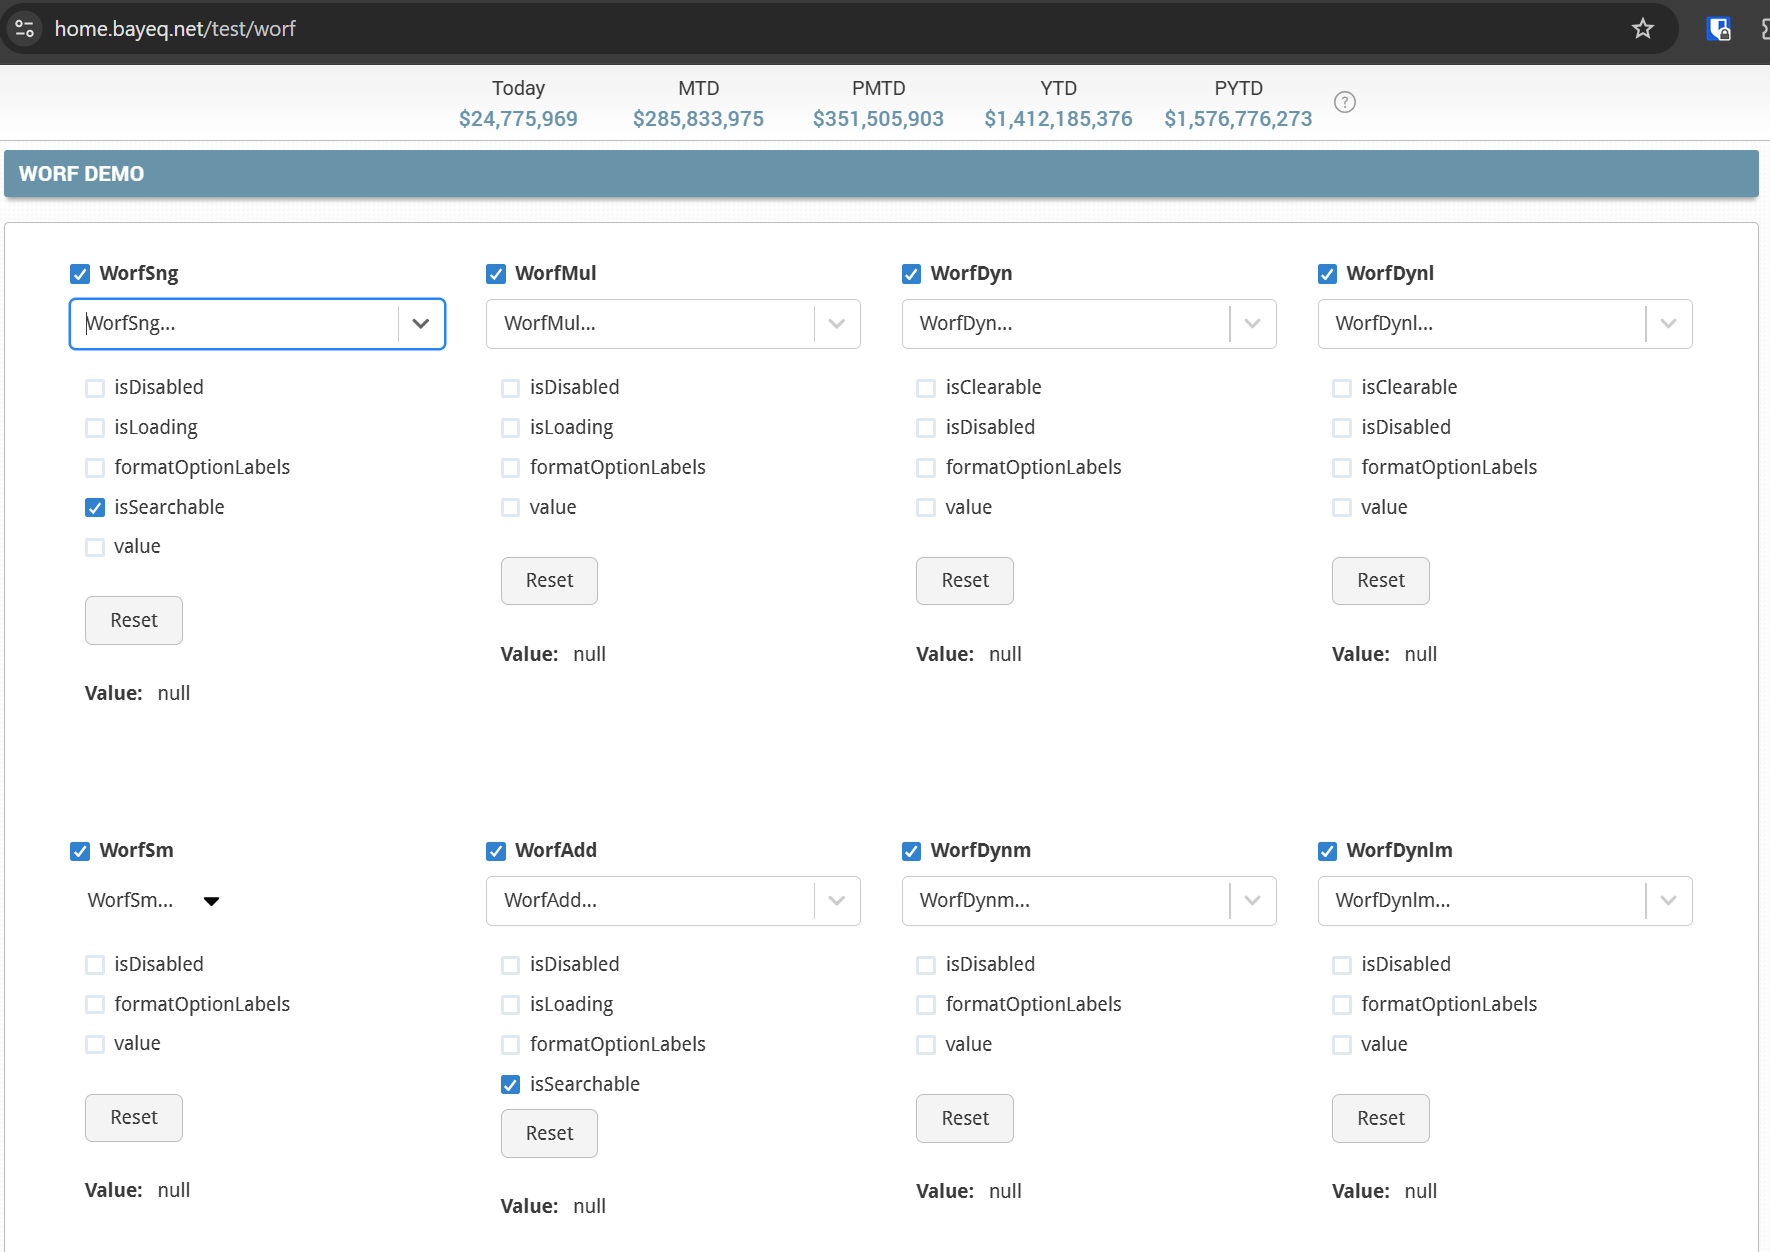 home.bayeq.net/test/worf
Today MTD PMTD YTD PYTD
$24,775,969 $285,833,975 $351,505,903 $1,412,185,376 $1,576,776,273 ?
WORF DEMO
WorfSng WorfMul WorfDyn WorfDynl
WorfSng... WorfMul... WorfDyn... WorfDynl...
isDisabled isDisabled isClearable isClearable
isLoading isLoading isDisabled isDisabled
formatOptionLabels formatOptionLabels formatOptionLabels formatOptionLabels
isSearchable value value value
value
Reset Reset Reset
Reset
Value: null Value: null Value: null
Value: null
WorfSm WorfAdd WorfDynm WorfDynlm
WorfSm... WorfAdd... WorfDynm... WorfDynlm...
isDisabled isDisabled isDisabled isDisabled
formatOptionLabels isLoading formatOptionLabels formatOptionLabels
value formatOptionLabels value value
isSearchable
Reset Reset Reset Reset
Value: null Value: null Value: null Value: null